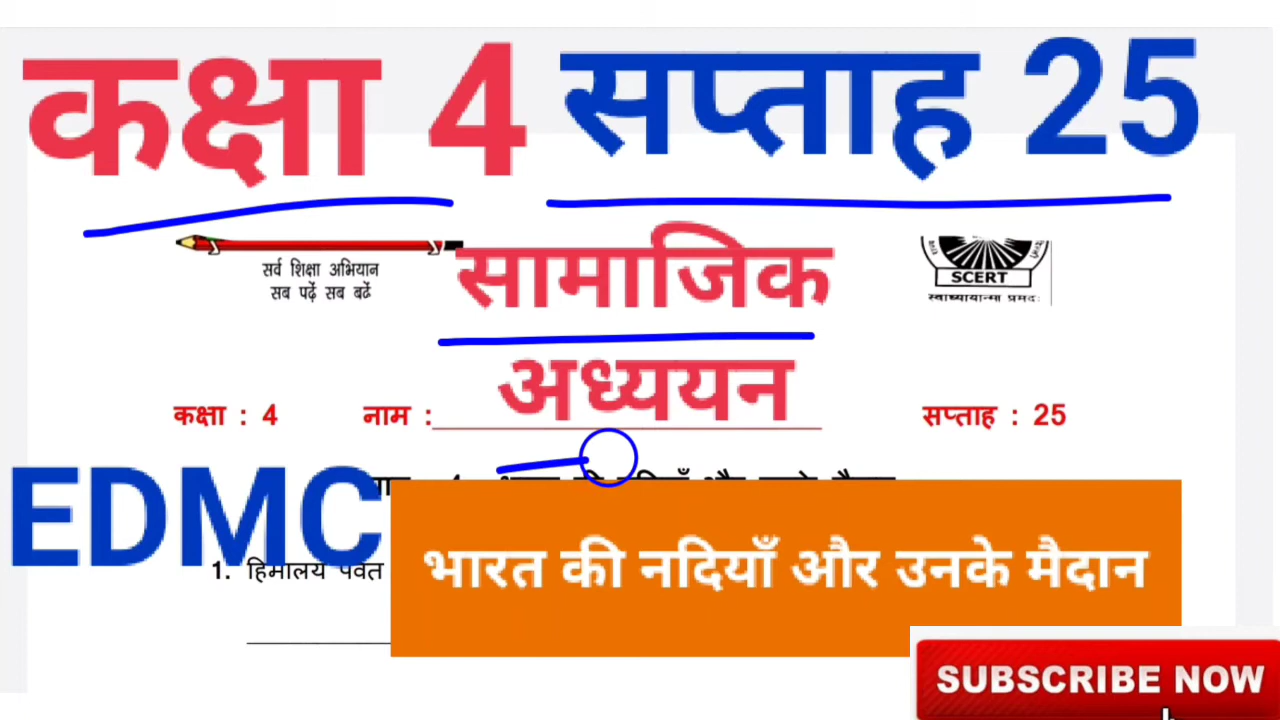 कक्षा 4 सप्ताह 25
सर्व शिक्षा अभियान
सब पढ़ें सब बढ़ें
सामाजिक
SCERT
अध्ययन
कक्षा : 4 नाम : सप्ताह : 25
EDMC
भारत की नदियाँ और उनके मैदान
1. हिमालय पर्वत
SUBSCRIBE NOW